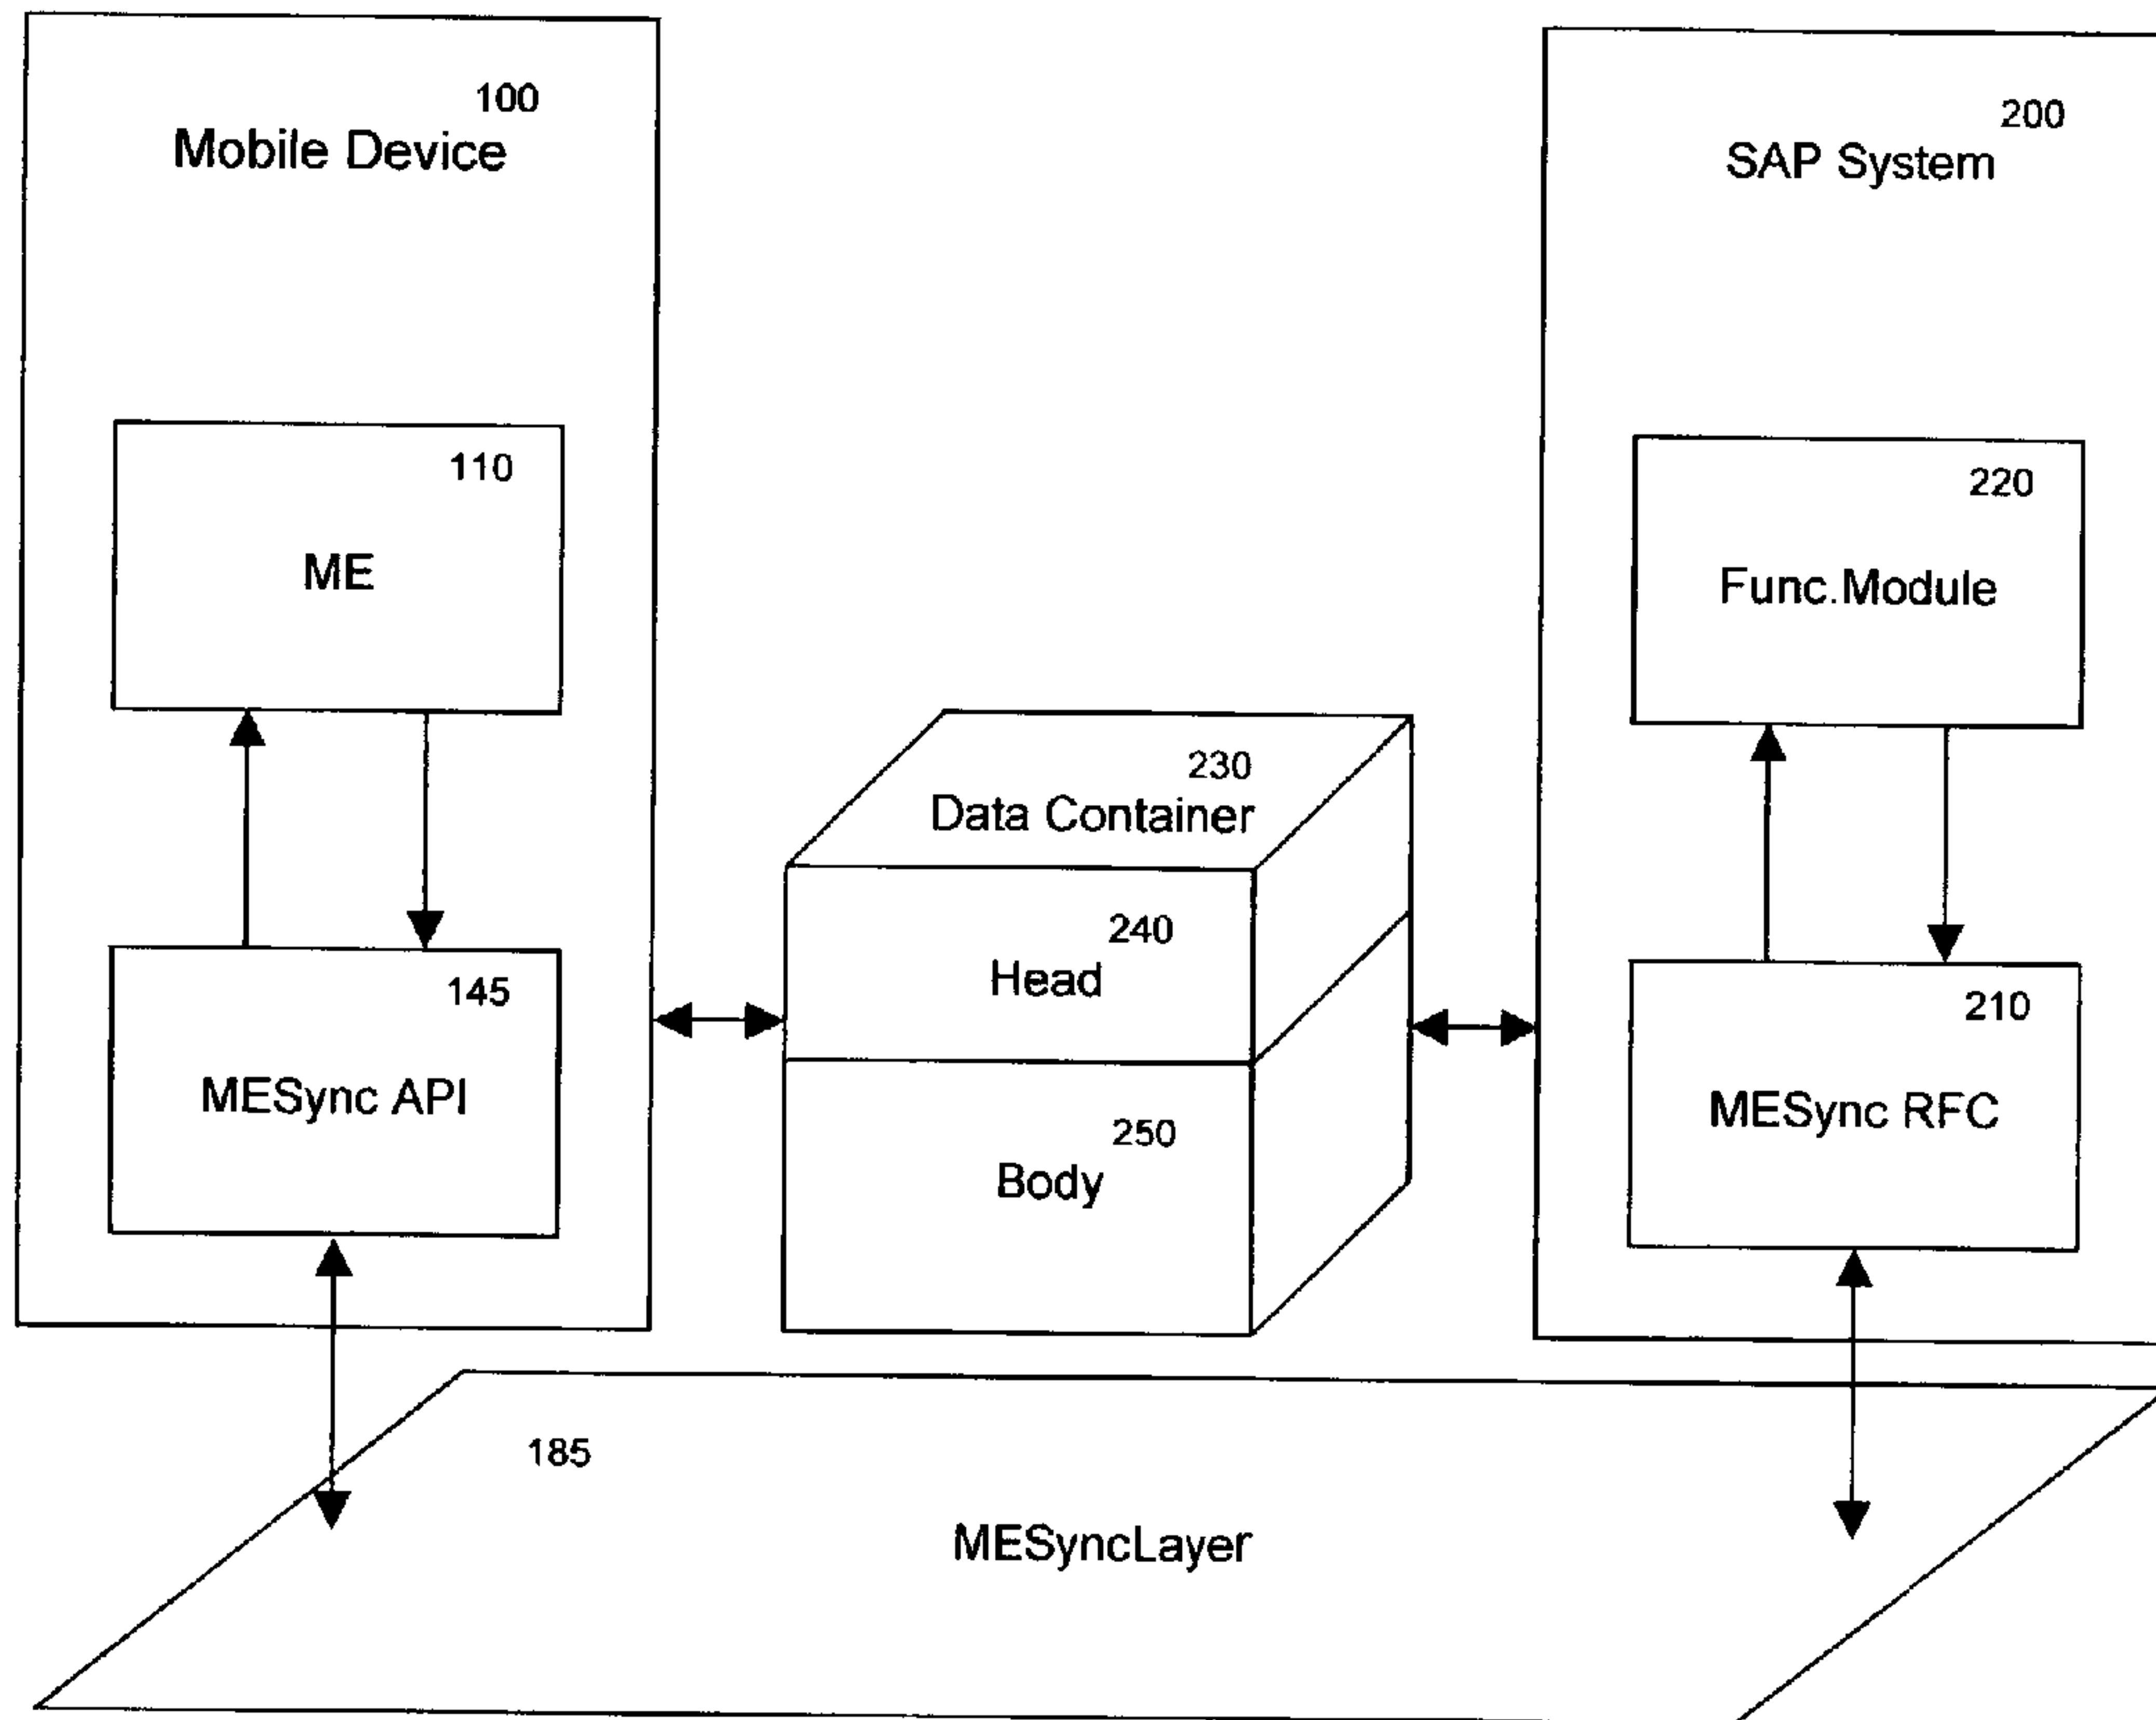 100
Mobile Device
200
SAP System
110
ME
220
Func.Module
230
Data Container
240
Head
145
MESync API
210
MESync RFC
250
Body
185
MESyncLayer